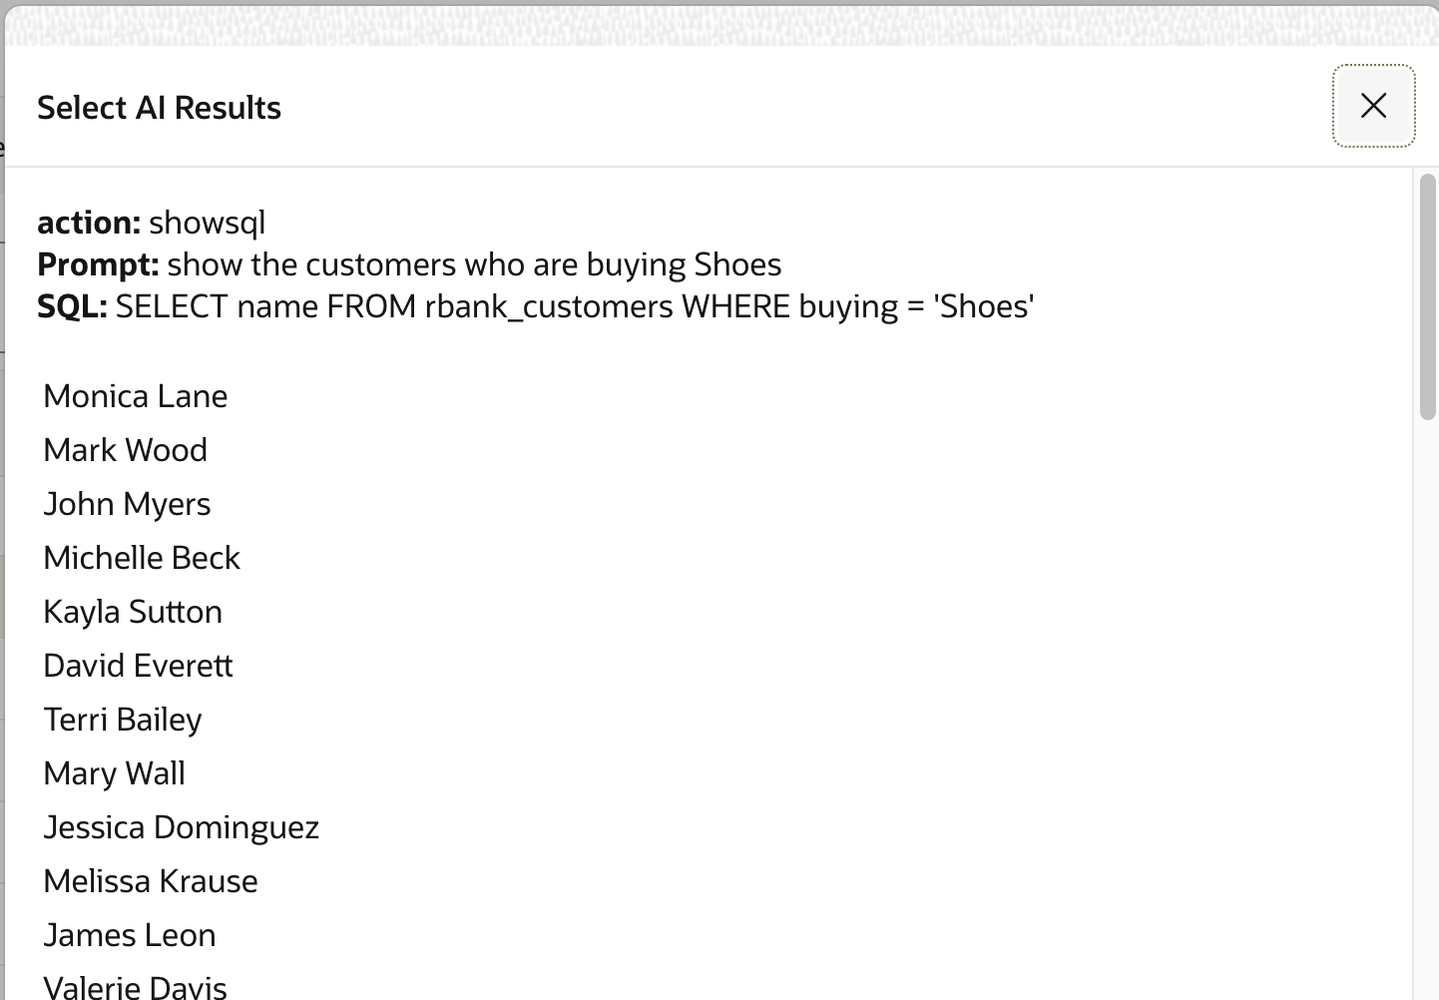 Select AI Results
action: showsql
Prompt: show the customers who are buying Shoes
SQL: SELECT name FROM rbank_customers WHERE buying = 'Shoes'
Monica Lane
Mark Wood
John Myers
Michelle Beck
Kayla Sutton
David Everett
Terri Bailey
Mary Wall
Jessica Dominguez
Melissa Krause
James Leon
Valerie Davis